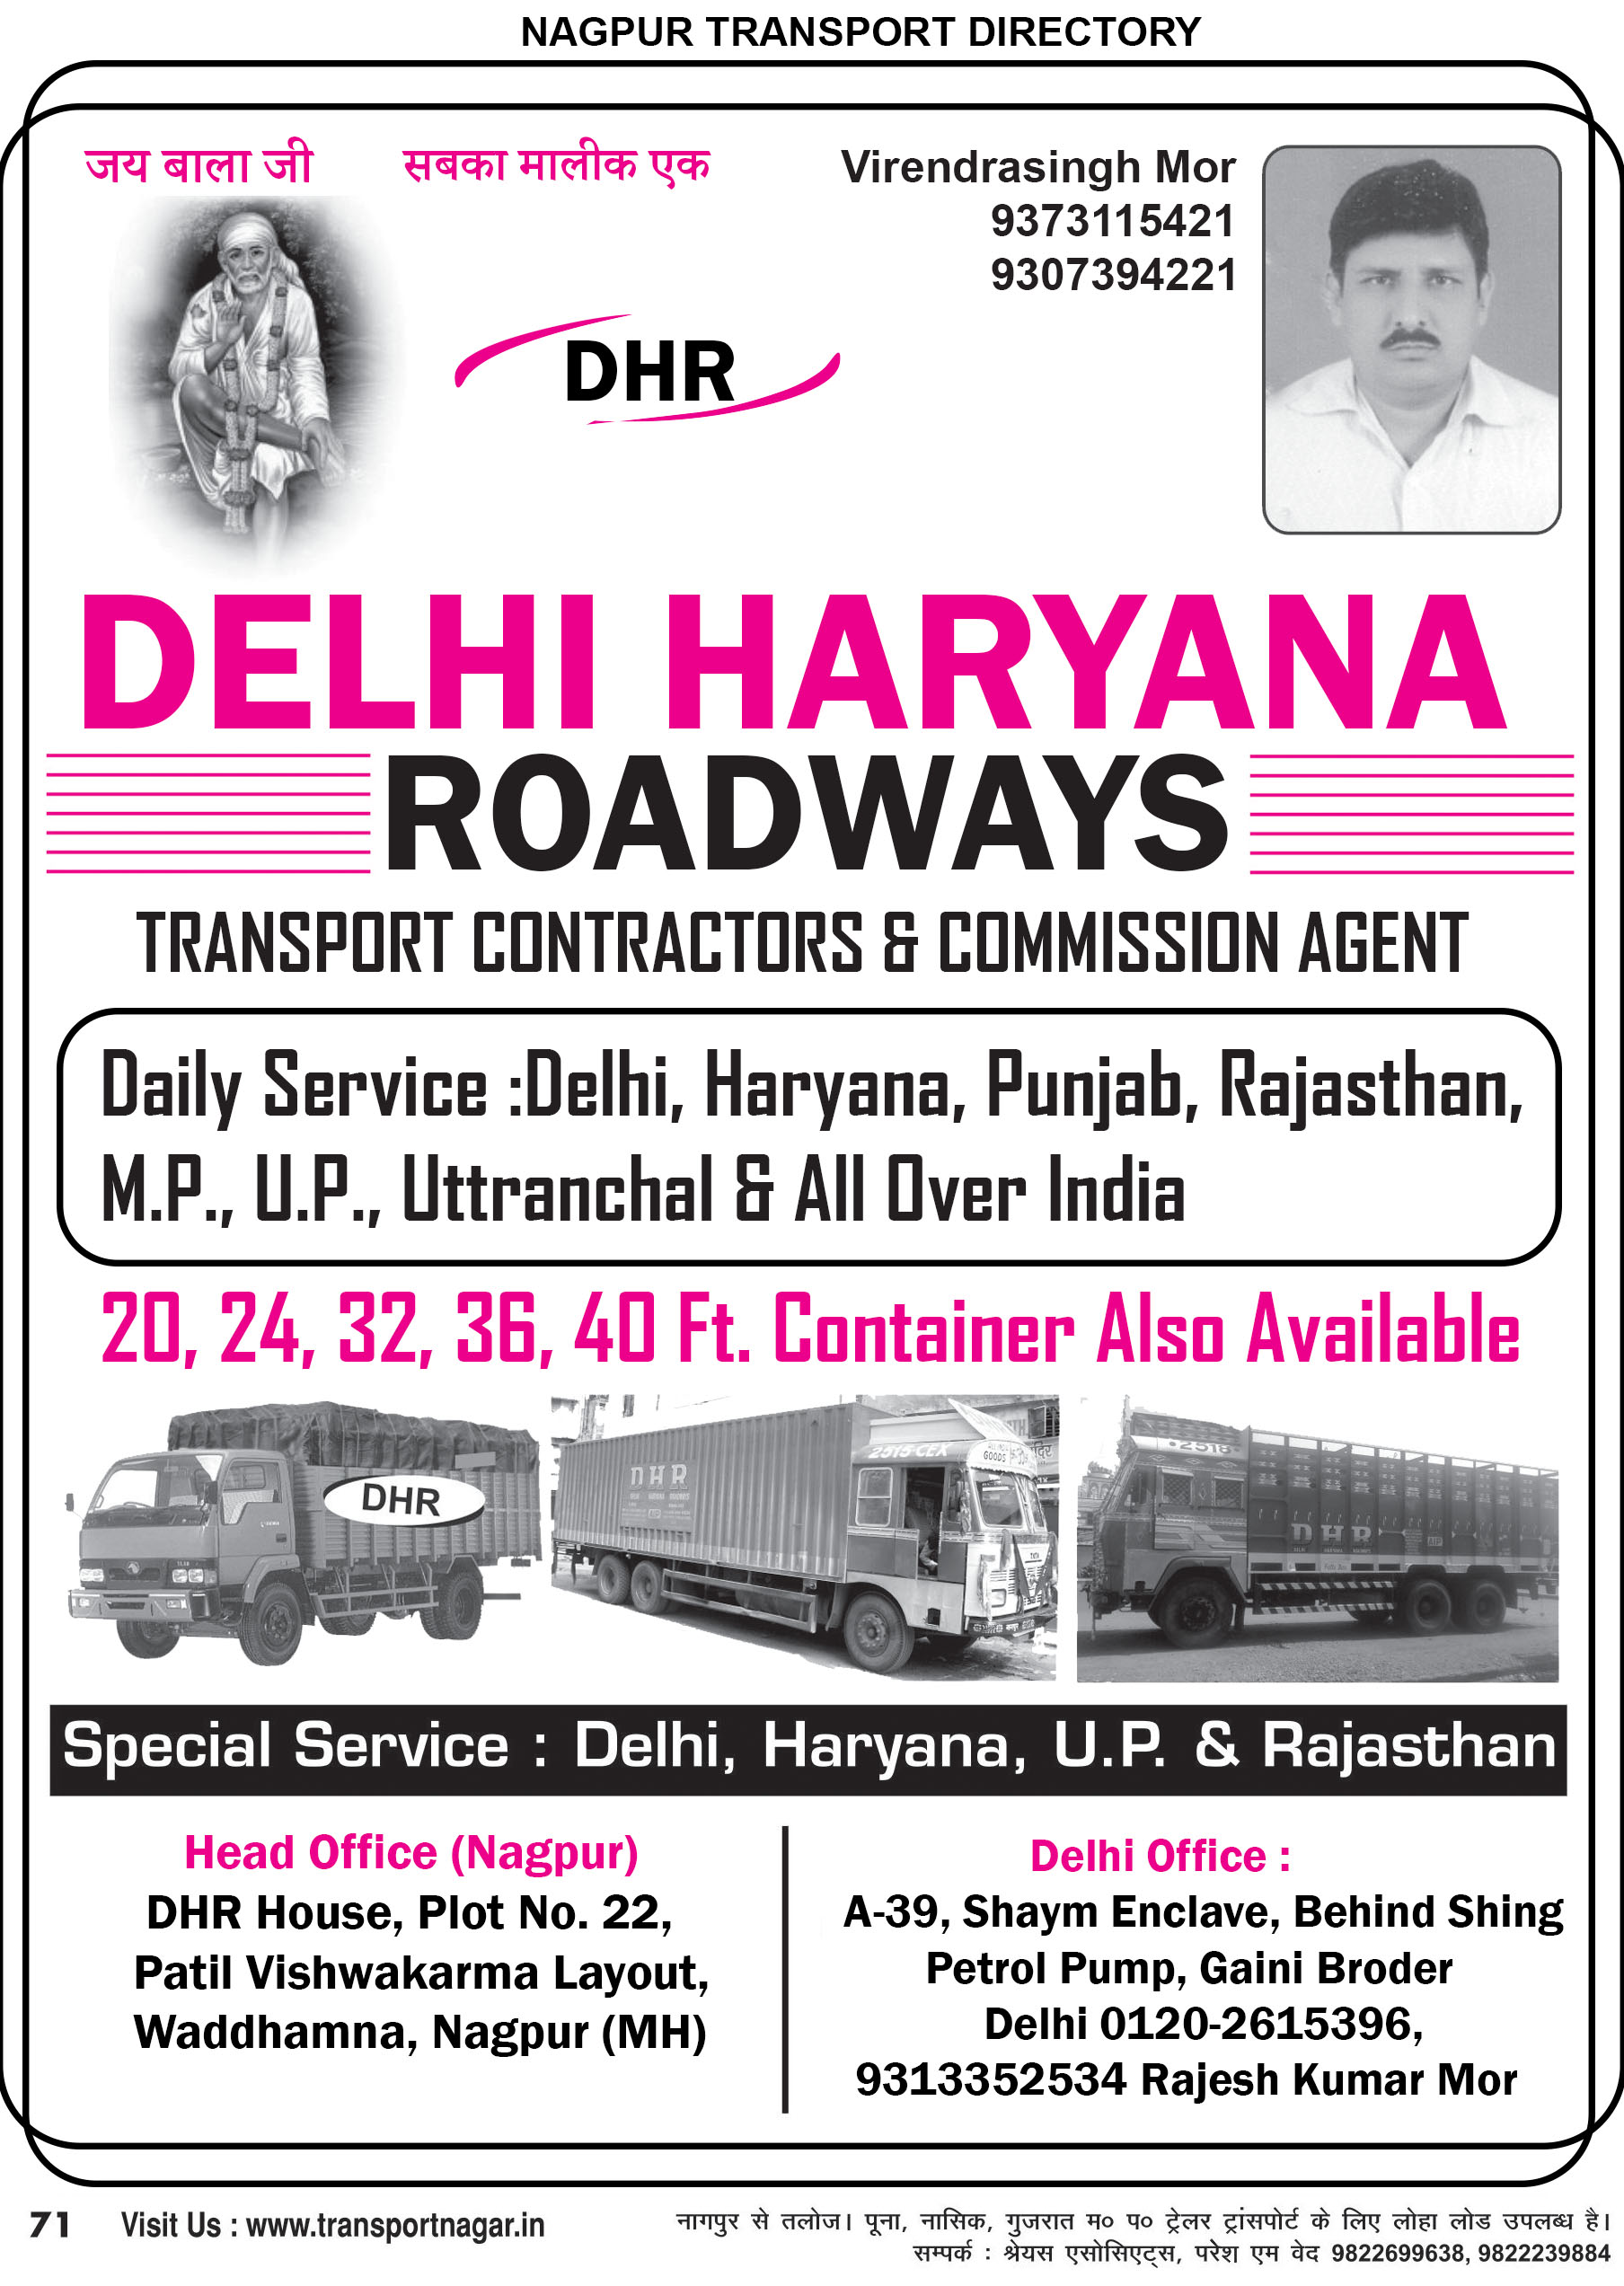 NAGPUR TRANSPORT DIRECTORY
जय बाला जी
सबका मालीक एक
Virendrasingh Mor
9373115421
9307394221
DHR
DELHI HARYANA
ROADWAYS
TRANSPORT CONTRACTORS & COMMISSION AGENT
Daily Service :Delhi, Haryana, Punjab, Rajasthan,
M.P., U.P., Uttranchal & All Over India
20, 24, 32, 36, 40 Ft. Container Also Available
DHR
2515-CEX
GOODS
DHR
2518
DHR
Special Service : Delhi, Haryana, U.P. & Rajasthan
Head Office (Nagpur)
DHR House, Plot No. 22,
Patil Vishwakarma Layout,
Waddhamna, Nagpur (MH)
Delhi Office :
A-39, Shaym Enclave, Behind Shing
Petrol Pump, Gaini Broder
Delhi 0120-2615396,
9313352534 Rajesh Kumar Mor
71 Visit Us : www.transportnagar.in
नागपुर से तलोज। पूना, नासिक, गुजरात म० प० ट्रेलर ट्रांसपोर्ट के लिए लोहा लोड उपलब्ध है।
सम्पर्क : श्रेयस एसोसिएट्स, परेश एम वेद 9822699638, 9822239884